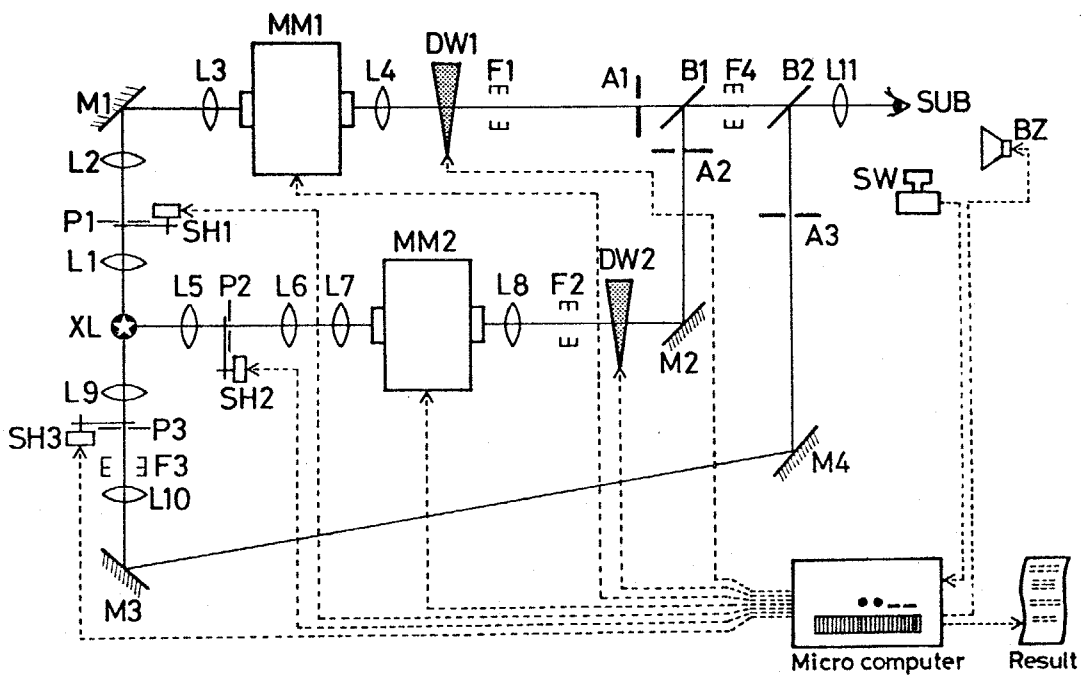 MM1
DW1
L3
L4
F1
A1
B1
F4
B2
L11
M1
SUB
BZ
L2
A2
SW
P1
SH1
A3
MM2
DW2
L1
L5
P2
L6
L7
L8
F2
XL
M2
SH2
L9
SH3
P3
F3
M4
L10
M3
Micro computer
Result